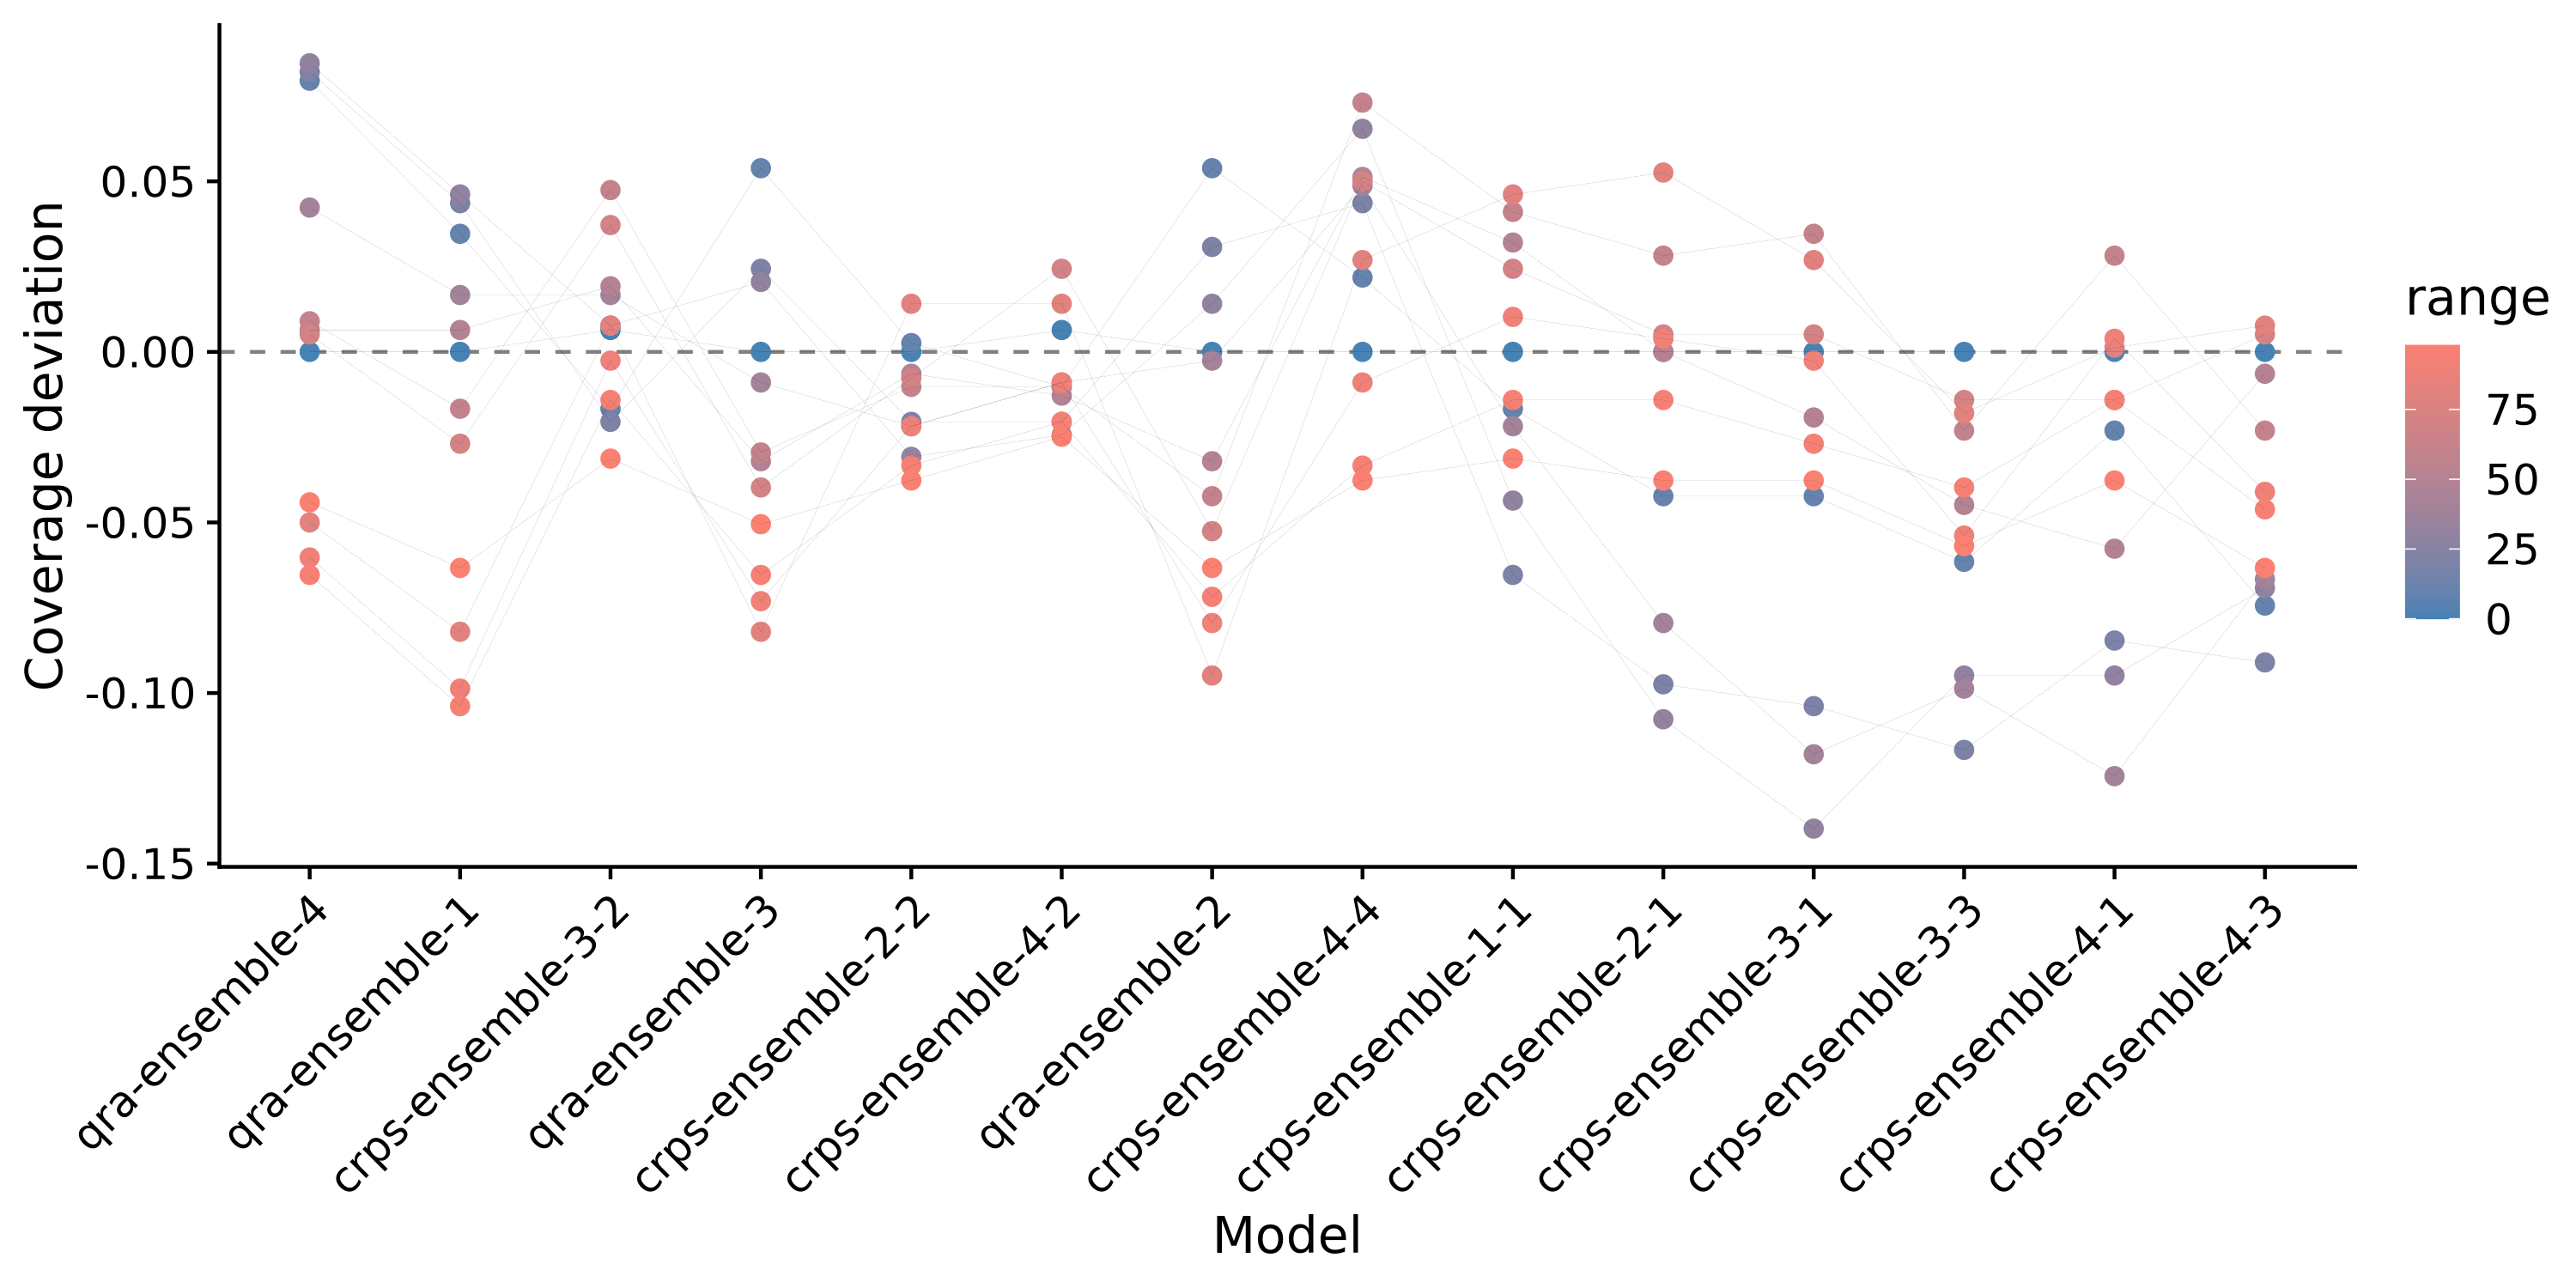 Coverage deviation
0.05
0.00
-0.05
-0.10
-0.15
qra-ensemble-4
qra-ensemble-1
crps-ensemble-3-2
qra-ensemble-3
crps-ensemble-2-2
crps-ensemble-4-2
qra-ensemble-2
crps-ensemble-4-4
crps-ensemble-1-1
crps-ensemble-2-1
crps-ensemble-3-1
crps-ensemble-3-3
crps-ensemble-4-1
crps-ensemble-4-3
Model
range
75
50
25
0